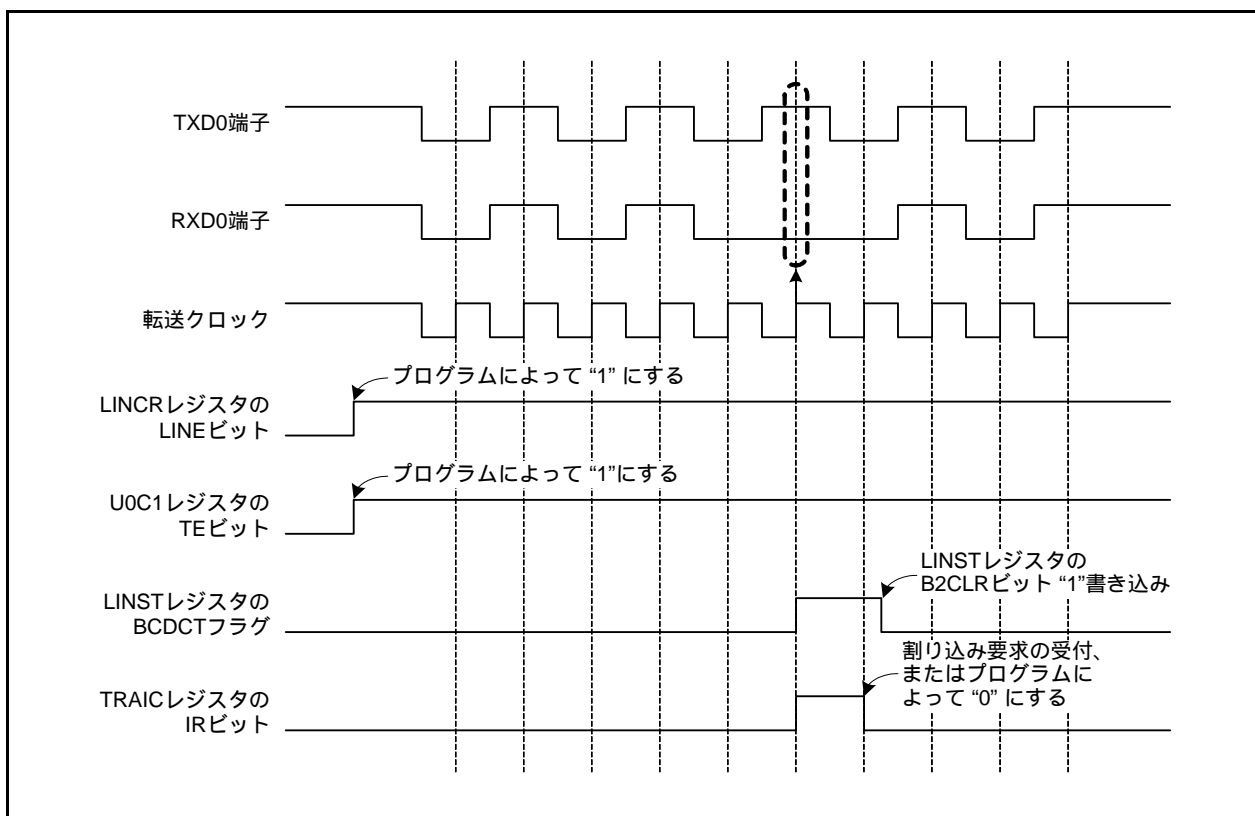 TXD0端子
RXD0端子
転送クロック
プログラムによって “1” にする
LINCRレジスタの
LINEビット
プログラムによって “1”にする
U0C1レジスタの
TEビット
LINSTレジスタの
B2CLRビット “1”書き込み
LINSTレジスタの
BCDCTフラグ
割り込み要求の受付、
またはプログラムに
よって “0” にする
TRAICレジスタの
IRビット